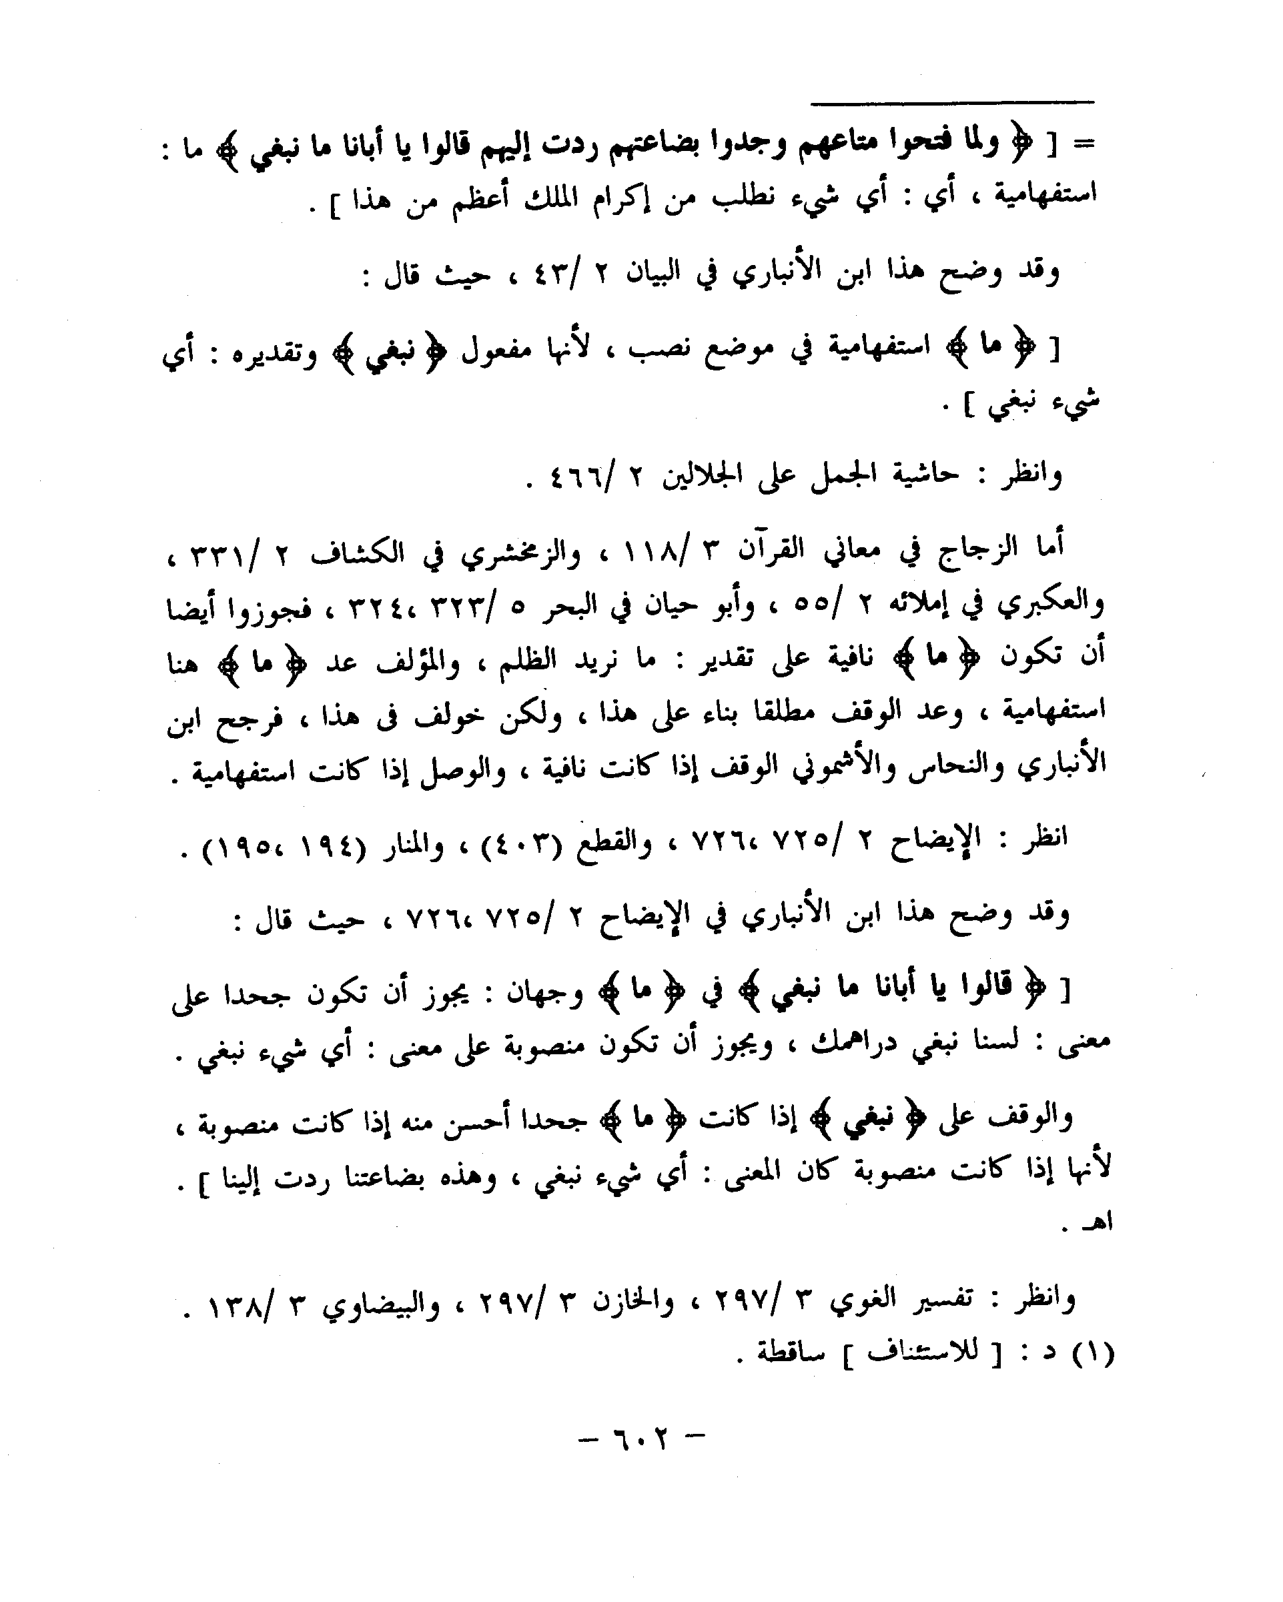 = [ ﴿ ولما فتحوا متاعهم وجدوا بضاعتهم ردت إليهم قالوا يا أبانا ما نبغي ﴾ ما :
استفهامية ، أي : أي شيء نطلب من إكرام الملك أعظم من هذا ] .
وقد وضح هذا ابن الأنباري في البيان ٢ /٤٣ ، حيث قال :
[ ﴿ ما ﴾ استفهامية في موضع نصب ، لأنها مفعول ﴿ نبغي ﴾ وتقديره : أي
شيء نبغي ] .
وانظر : حاشية الجمل على الجلالين ٢ /٤٦٦ .
أما الزجاج في معاني القرآن ٣ /١١٨ ، والزمخشري في الكشاف ٢ /٣٣١ ،
والعكبري في إملائه ٢ /٥٥ ، وأبو حيان في البحر ٥ /٣٢٣ ،٣٢٤ ، فجوزوا أيضا
أن تكون ﴿ ما ﴾ نافية على تقدير : ما نريد الظلم ، والمؤلف عد ﴿ ما ﴾ هنا
استفهامية ، وعد الوقف مطلقا بناء على هذا ، ولكن خولف فى هذا ، فرجح ابن
الأنباري والنحاس والأشموني الوقف إذا كانت نافية ، والوصل إذا كانت استفهامية .
انظر : الإيضاح ٢ /٧٢٥ ،٧٢٦ ، والقطع (٤٠٣) ، والمنار (١٩٤ ،١٩٥) .
وقد وضح هذا ابن الأنباري في الإيضاح ٢ /٧٢٥ ،٧٢٦ ، حيث قال :
[ ﴿ قالوا يا أبانا ما نبغي ﴾ في ﴿ ما ﴾ وجهان : يجوز أن تكون جحدا على
معنى : لسنا نبغي دراهمك ، ويجوز أن تكون منصوبة على معنى : أي شيء نبغي .
والوقف على ﴿ نبغي ﴾ إذا كانت ﴿ ما ﴾ جحدا أحسن منه إذا كانت منصوبة ،
لأنها إذا كانت منصوبة كان المعنى : أي شيء نبغي ، وهذه بضاعتنا ردت إلينا ] .
اهـ .
وانظر : تفسير الغوي ٣ /٢٩٧ ، والخازن ٣ /٢٩٧ ، والبيضاوي ٣ /١٣٨ .
(١) د : [ للاستئناف ] ساقطة .
– ٦٠٢ –